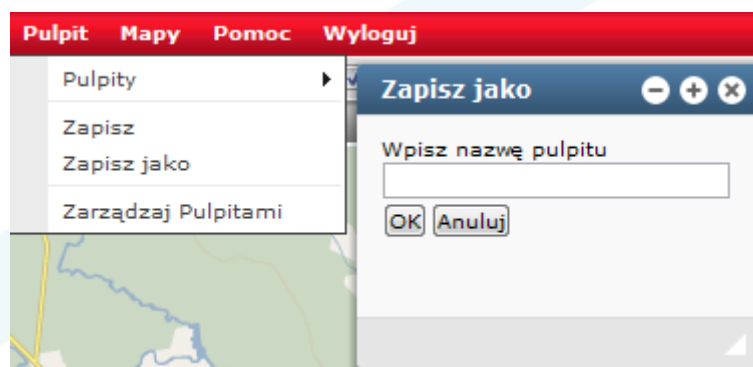 Pulpit Mapy Pomoc Wyloguj
Pulpity
Zapisz
Zapisz jako
Zarządzaj Pulpitami
Zapisz jako
Wpisz nazwę pulpitu
OK Anuluj